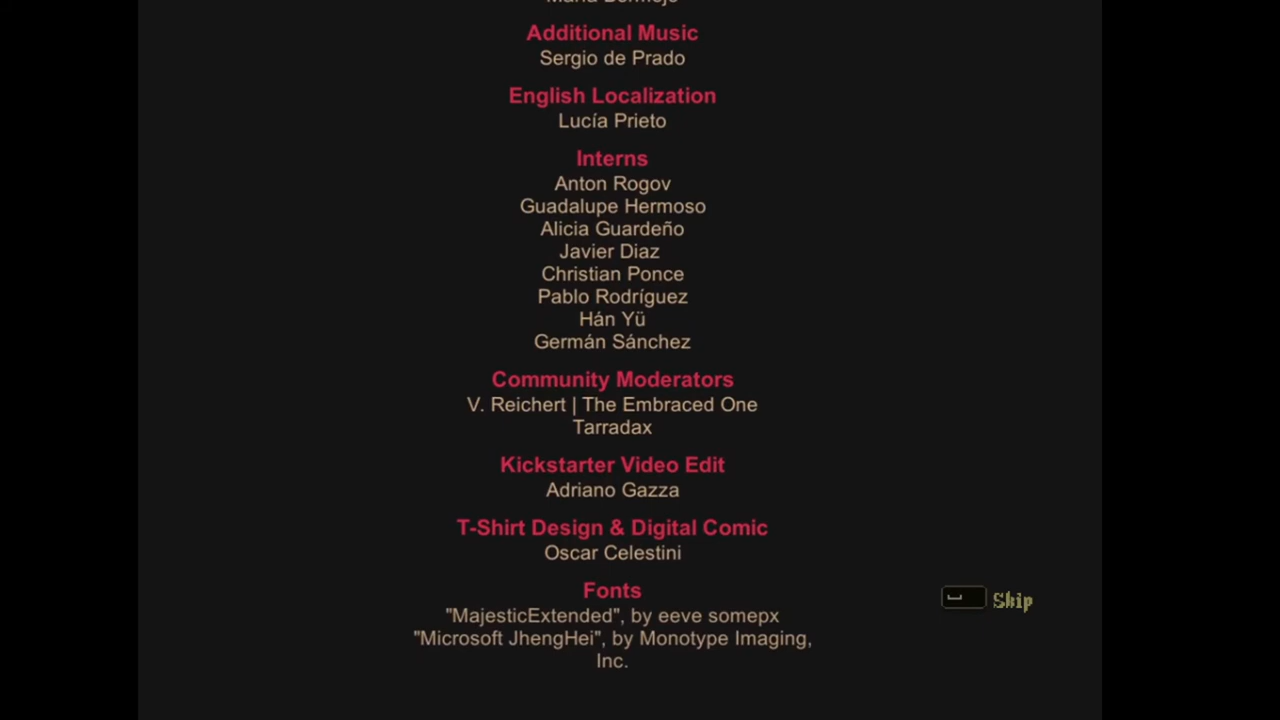 Additional Music
Sergio de Prado
English Localization
Lucía Prieto
Interns
Anton Rogov
Guadalupe Hermoso
Alicia Guardeño
Javier Diaz
Christian Ponce
Pablo Rodríguez
Hán Yü
Germán Sánchez
Community Moderators
V. Reichert | The Embraced One
Tarradax
Kickstarter Video Edit
Adriano Gazza
T-Shirt Design & Digital Comic
Oscar Celestini
Fonts
"MajesticExtended", by eeve somepx
"Microsoft JhengHei", by Monotype Imaging,
Inc.
Skip